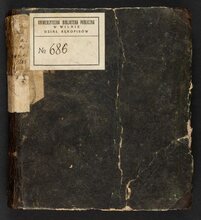 UNIWERSYTECKA BIBLIOTEKA PUBLICZNA
W WILNIE
DZIAŁ RĘKOPISÓW
№ 686